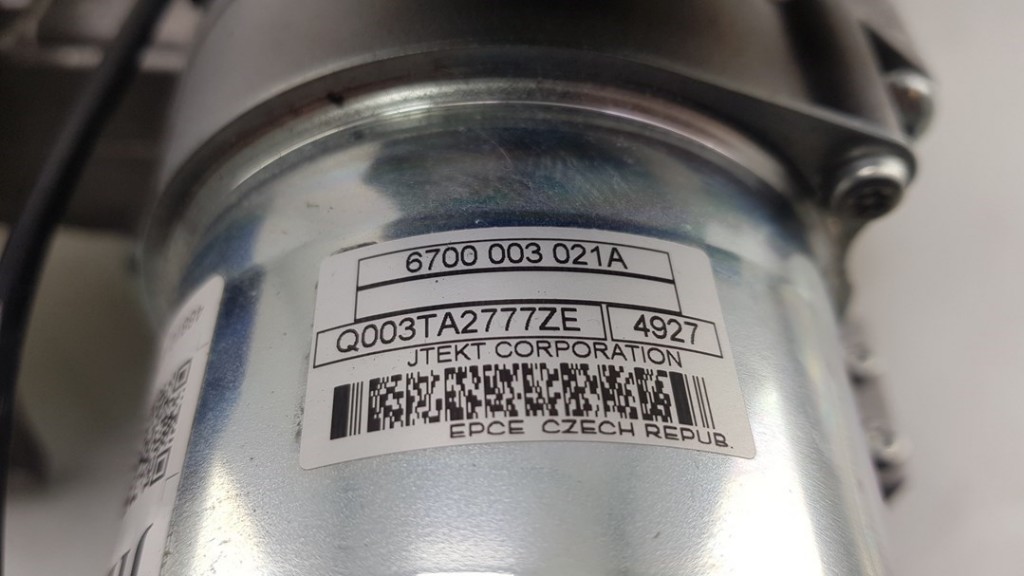 6700 003 021A
Q003TA2777ZE 4927
JTEKT CORPORATION
EPCE CZECH REPUB.